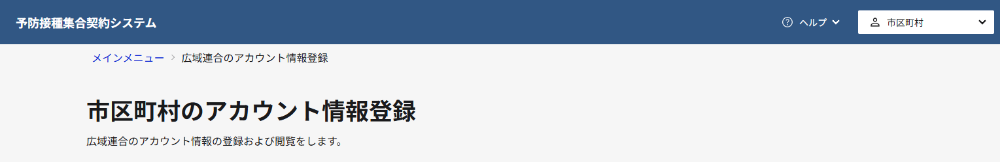 予防接種集合契約システム ヘルプ 市区町村
メインメニュー > 広域連合のアカウント情報登録
市区町村のアカウント情報登録
広域連合のアカウント情報の登録および閲覧をします。